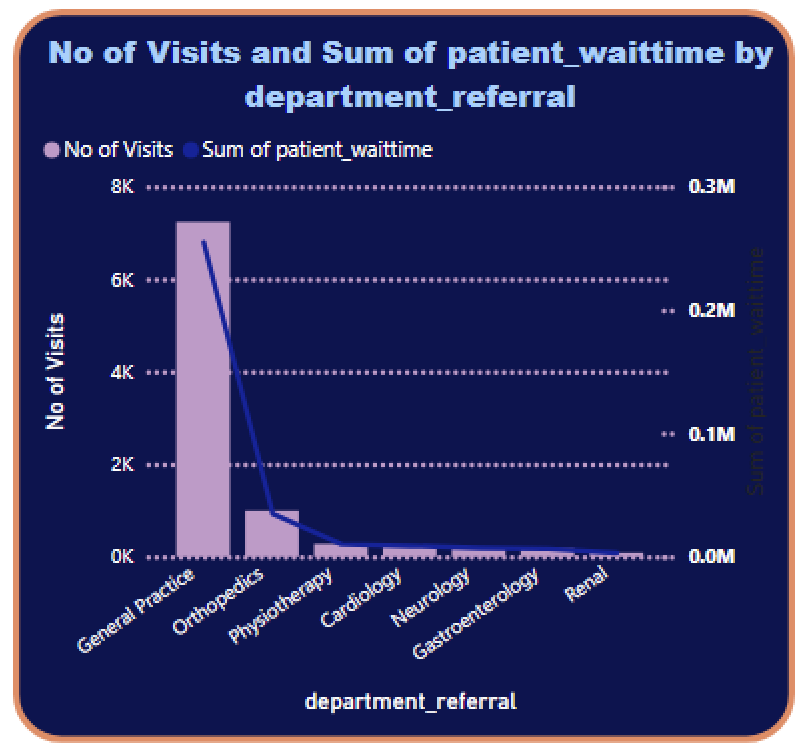 No of Visits and Sum of patient_waittime by
department_referral
No of Visits
Sum of patient_waittime
8K
6K
4K
2K
0K
No of Visits
0.3M
0.2M
0.1M
0.0M
Sum of patient_waittime
General Practice
Orthopedics
Physiotherapy
Cardiology
Neurology
Gastroenterology
Renal
department_referral